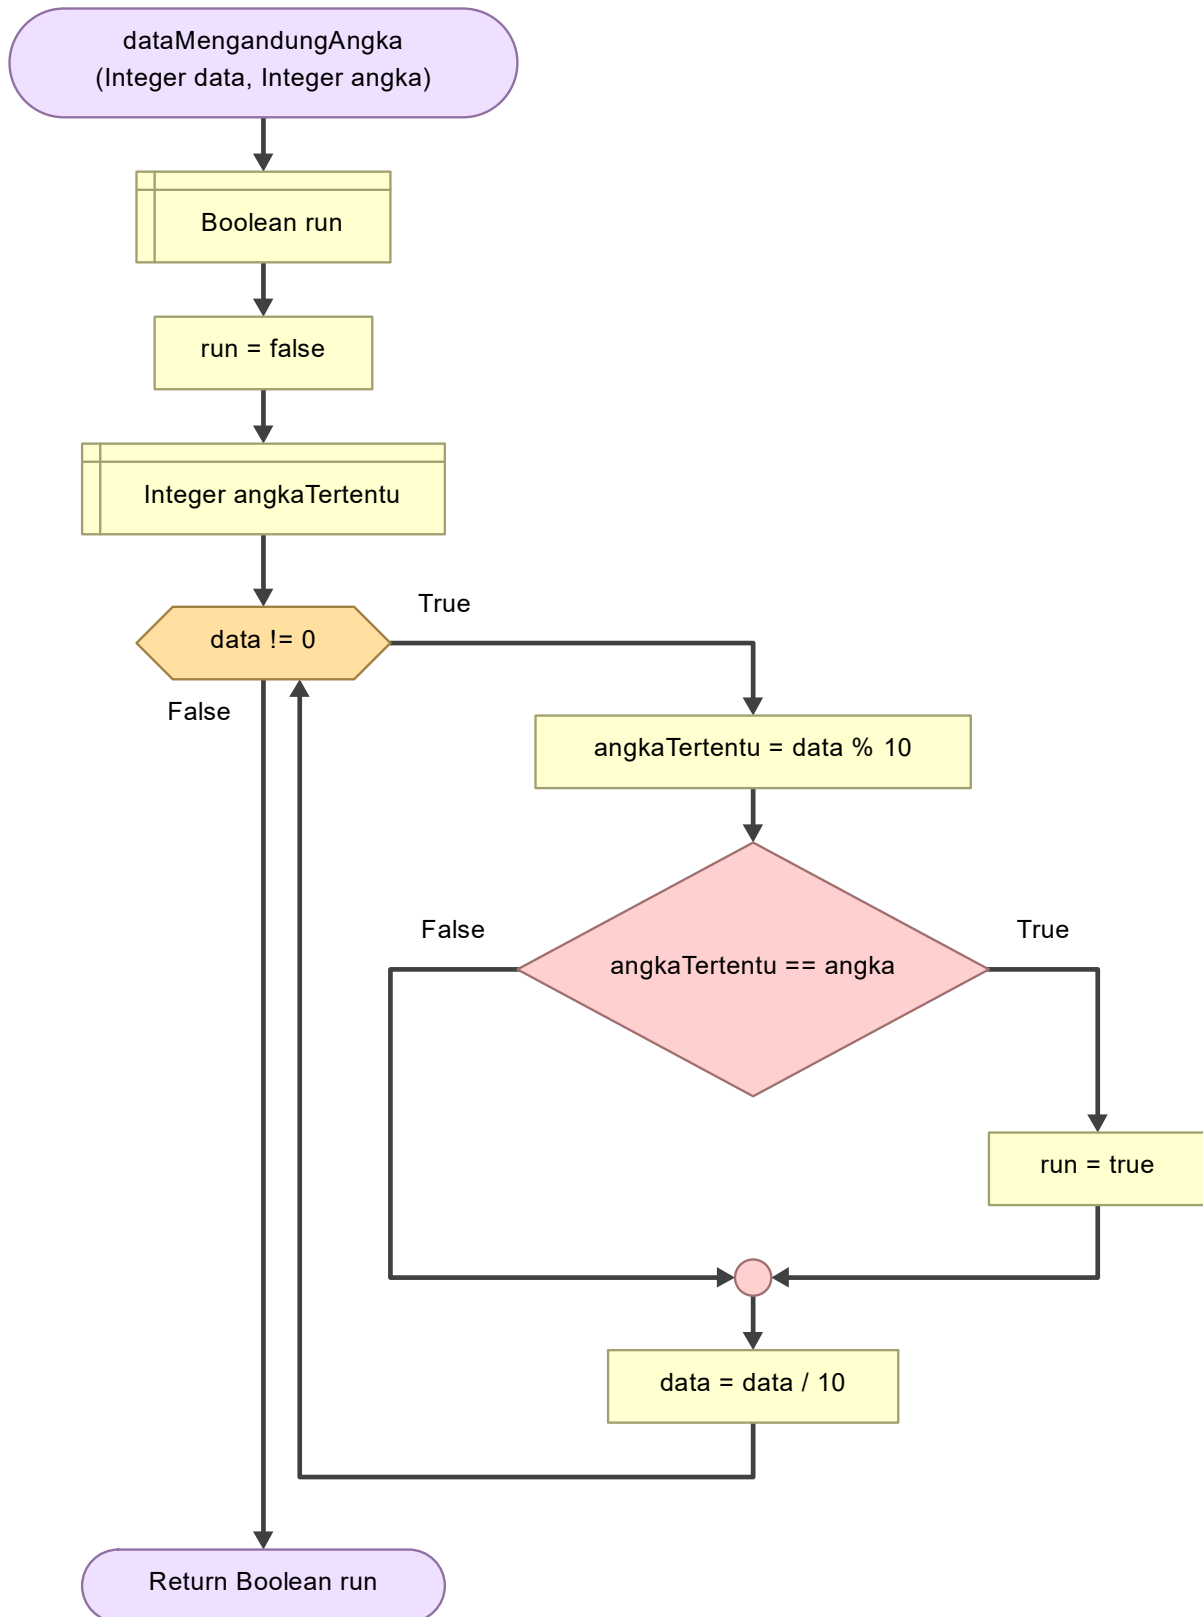 dataMengandungAngka
(Integer data, Integer angka)
Boolean run
run = false
Integer angkaTertentu
data != 0
True
False
angkaTertentu = data % 10
angkaTertentu == angka
False
True
run = true
data = data / 10
Return Boolean run